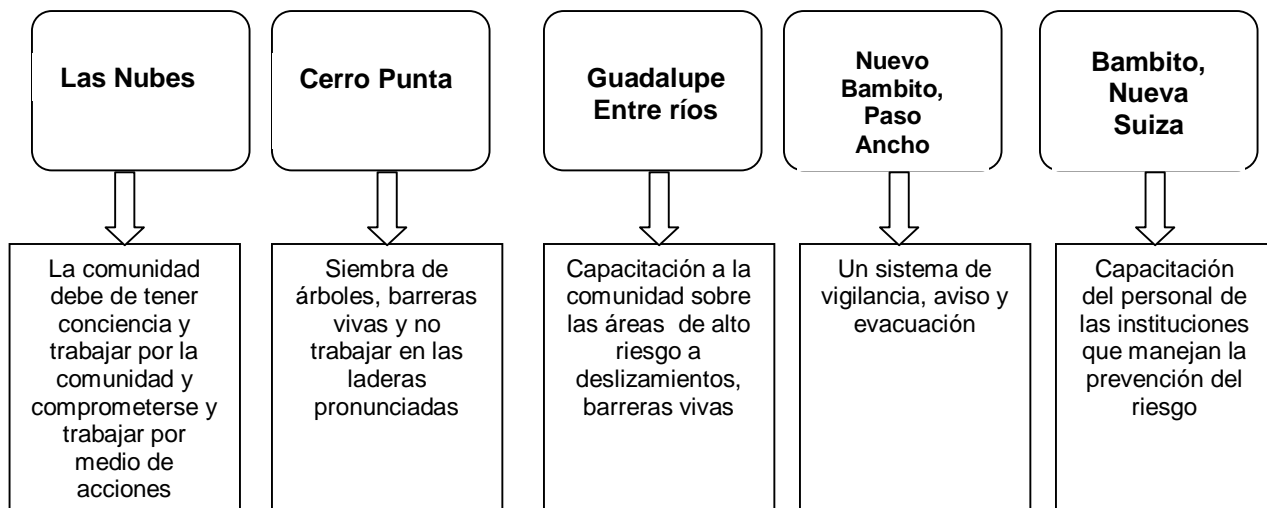 Las Nubes
Cerro Punta
Guadalupe
Entre ríos
Nuevo
Bambito,
Paso
Ancho
Bambito,
Nueva
Suiza
La comunidad
debe de tener
conciencia y
trabajar por la
comunidad y
comprometerse y
trabajar por
medio de
acciones
Siembra de
árboles, barreras
vivas y no
trabajar en las
laderas
pronunciadas
Capacitación a la
comunidad sobre
las áreas de alto
riesgo a
deslizamientos,
barreras vivas
Un sistema de
vigilancia, aviso y
evacuación
Capacitación
del personal de
las instituciones
que manejan la
prevención del
riesgo